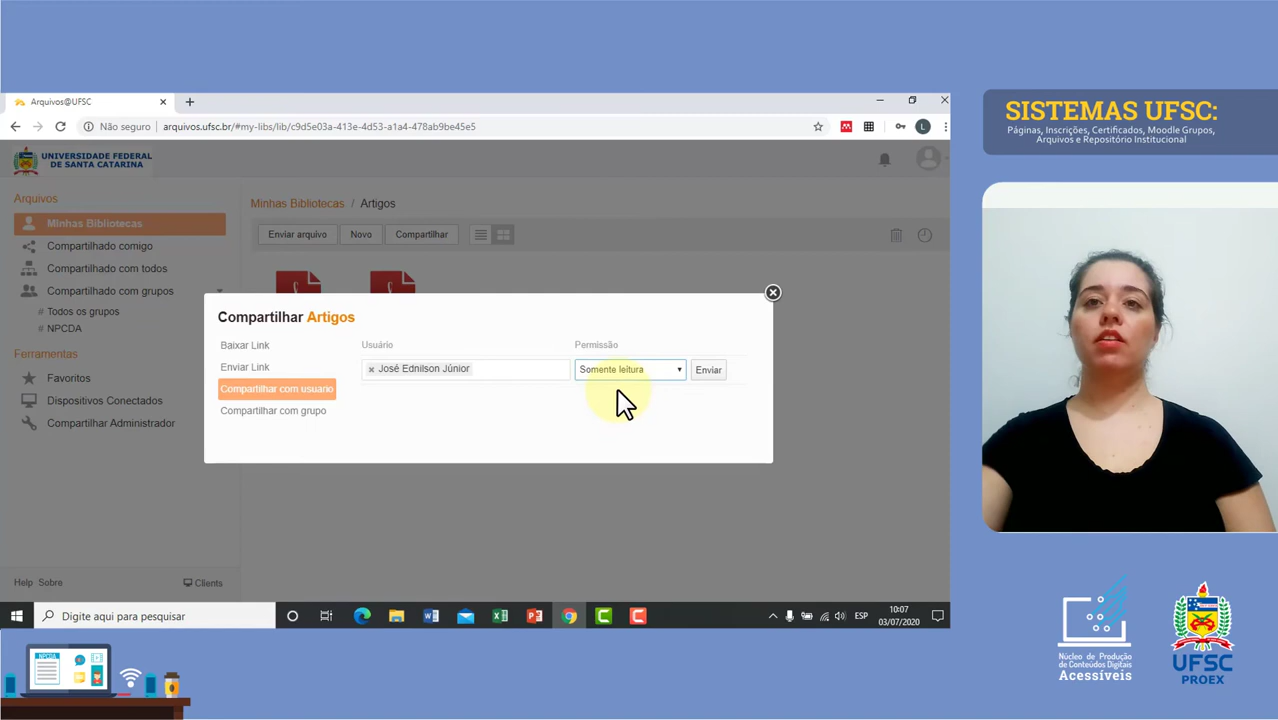 Arquivos@UFSC
Não seguro
arquivos.ufsc.br/#my-libs/lib/c9d5e03a-413e-4d53-a1a4-478ab9be45e5
L
UNIVERSIDADE FEDERAL
DE SANTA CATARINA
Arquivos
Minhas Bibliotecas
Compartilhado comigo
Compartilhado com todos
Compartilhado com grupos
# Todos os grupos
# NPCDA
Ferramentas
Favoritos
Dispositivos Conectados
Compartilhar Administrador
Help Sobre
Clients
Minhas Bibliotecas / Artigos
Enviar arquivo
Novo
Compartilhar
Compartilhar Artigos
Baixar Link
Enviar Link
Compartilhar com usuario
Compartilhar com grupo
Usuário
Permissão
José Ednilson Júnior
Somente leitura
Enviar
Digite aqui para pesquisar
ESP
10:07
03/07/2020
SISTEMAS UFSC:
Páginas, Inscrições, Certificados, Moodle Grupos,
Arquivos e Repositório Institucional
NPCDA
Núcleo de Produção
de Conteúdos Digitais
Acessíveis
UFSC
PROEX